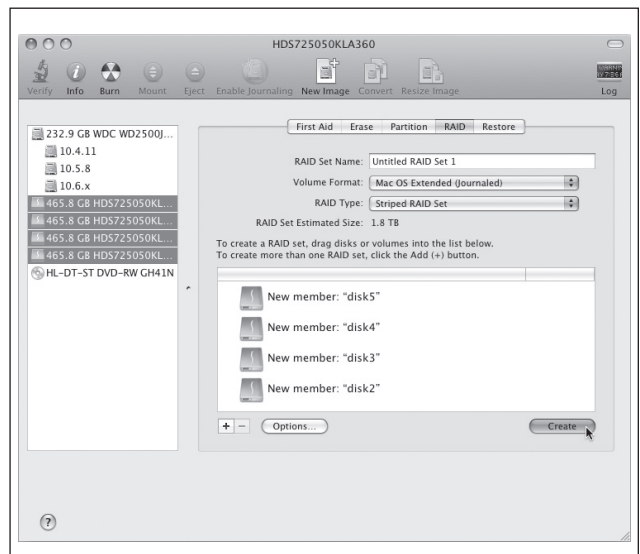 HDS725050KLA360
Verify Info Burn Mount Eject Enable Journaling New Image Convert Resize Image Log
232.9 GB WDC WD2500J...
10.4.11
10.5.8
10.6.x
465.8 GB HDS725050KL...
465.8 GB HDS725050KL...
465.8 GB HDS725050KL...
465.8 GB HDS725050KL...
HL-DT-ST DVD-RW GH41N
First Aid Erase Partition RAID Restore
RAID Set Name: Untitled RAID Set 1
Volume Format: Mac OS Extended (Journaled)
RAID Type: Striped RAID Set
RAID Set Estimated Size: 1.8 TB
To create a RAID set, drag disks or volumes into the list below.
To create more than one RAID set, click the Add (+) button.
New member: “disk5”
New member: “disk4”
New member: “disk3”
New member: “disk2”
+ − Options... Create
?